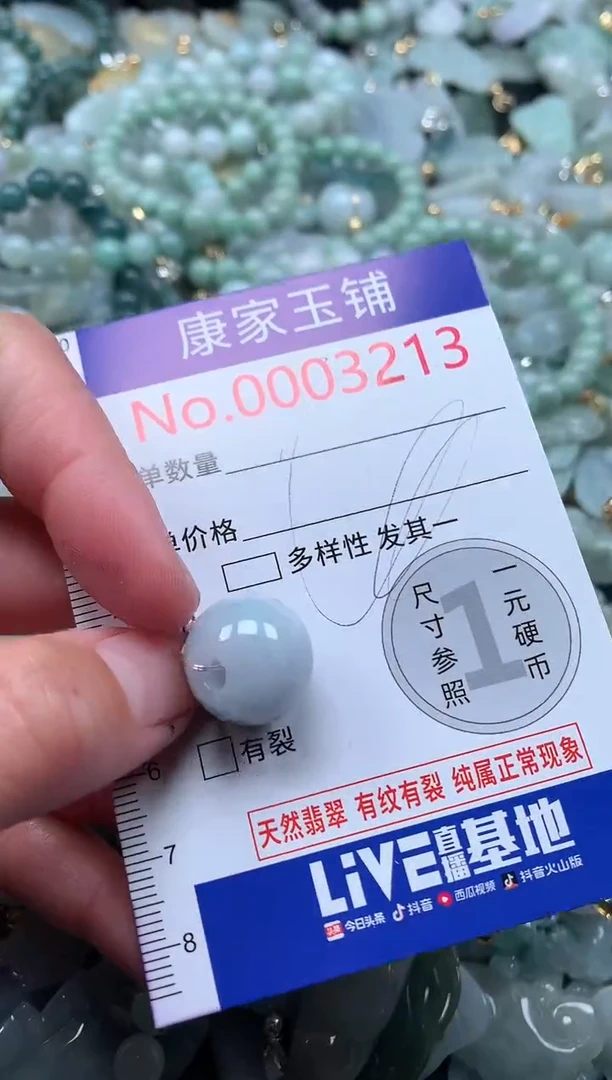 康家玉铺
No.0003213
单数量
单价格
多样性 发其一
尺寸参照
1
一元硬币
有裂
天然翡翠 有纹有裂 纯属正常现象
LiVE直播基地
头条 今日头条 抖音 西瓜视频 抖音火山版
6
7
8